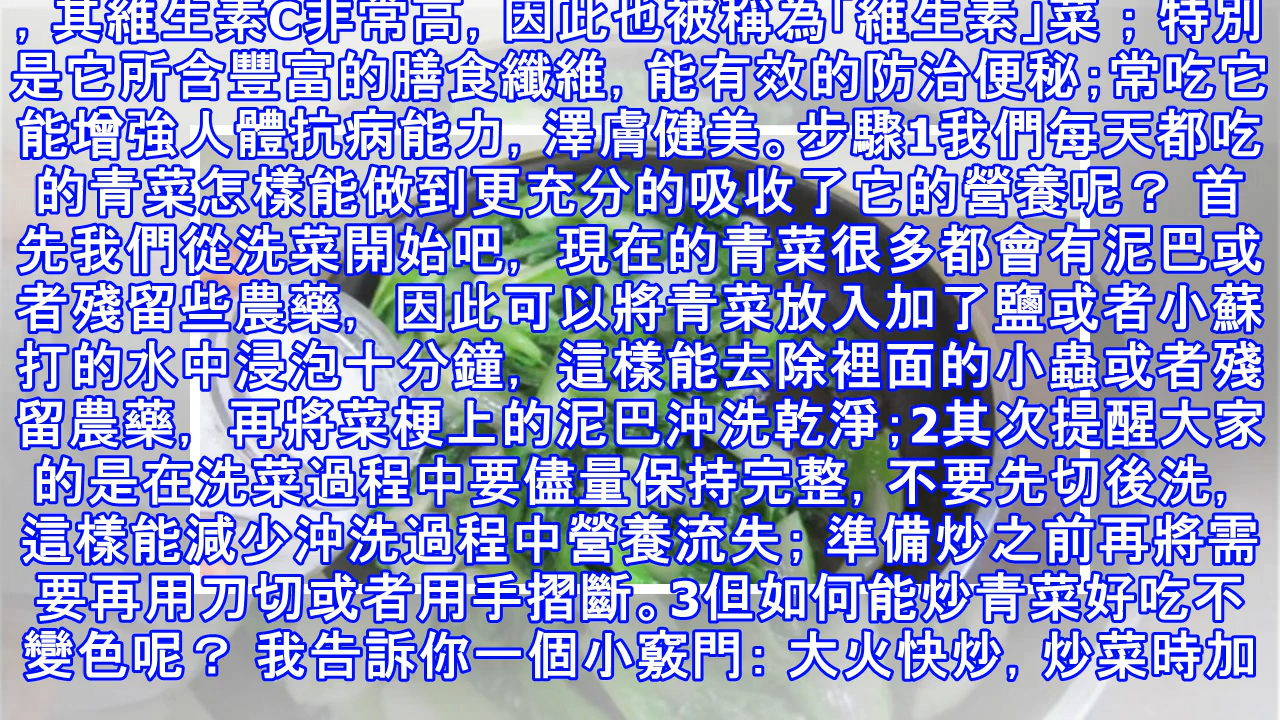 ，其維生素C非常高，因此也被稱為「維生素」菜；特別
是它所含豐富的膳食纖維，能有效的防治便秘；常吃它
能增強人體抗病能力，澤膚健美。步驟1我們每天都吃
的青菜怎樣能做到更充分的吸收了它的營養呢？ 首
先我們從洗菜開始吧，現在的青菜很多都會有泥巴或
者殘留些農藥，因此可以將青菜放入加了鹽或者小蘇
打的水中浸泡十分鐘，這樣能去除裡面的小蟲或者殘
留農藥，再將菜梗上的泥巴沖洗乾淨；2其次提醒大家
的是在洗菜過程中要儘量保持完整，不要先切後洗，
這樣能減少沖洗過程中營養流失；準備炒之前再將需
要再用刀切或者用手摺斷。3但如何能炒青菜好吃不
變色呢？ 我告訴你一個小竅門：大火快炒，炒菜時加